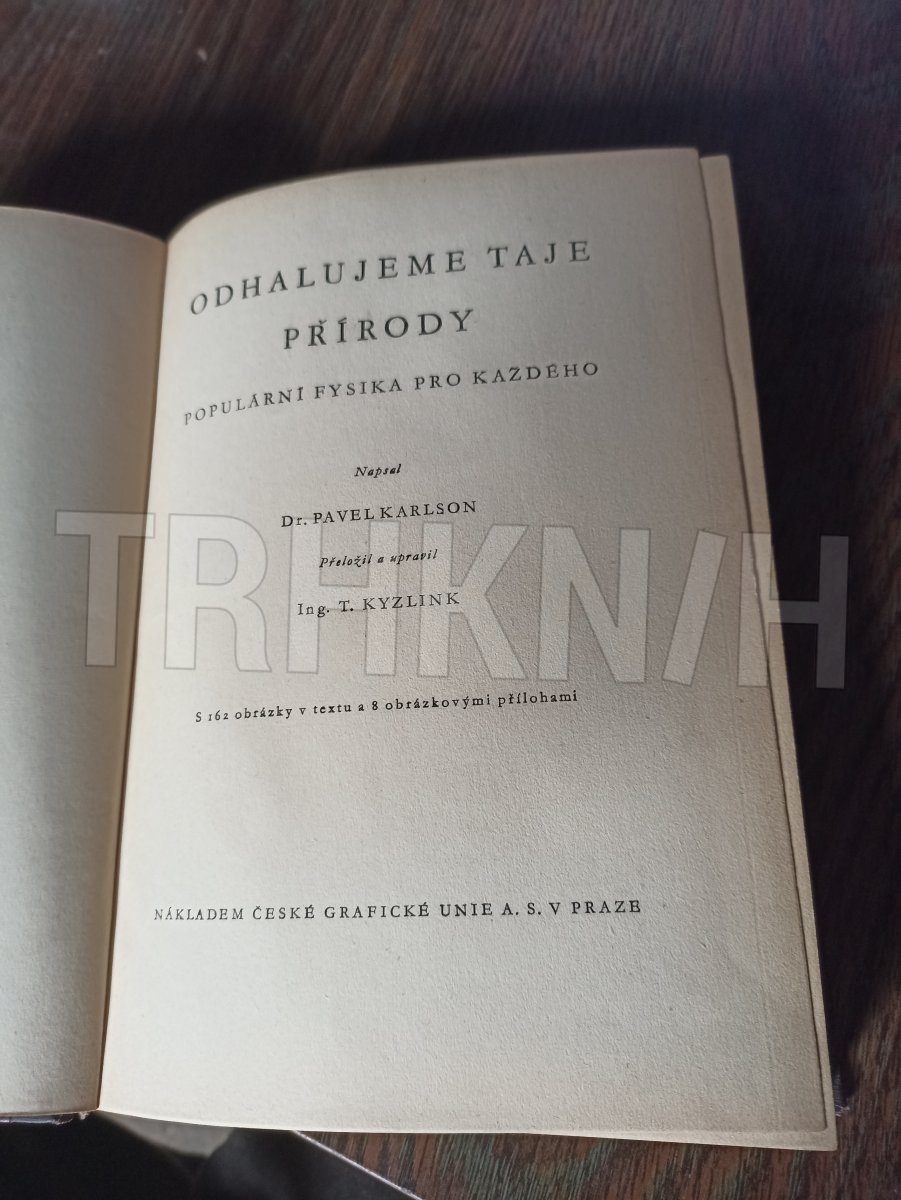 ODHALUJEME TAJE
PŘÍRODY
POPULÁRNÍ FYSIKA PRO KAŽDÉHO
Napsal
Dr. PAVEL KARLSON
Přeložil a upravil
Ing. T. KYZLINK
TRHKNI/H
S 162 obrázky v textu a 8 obrázkovými přílohami
NÁKLADEM ČESKÉ GRAFICKÉ UNIE A. S. V PRAZE